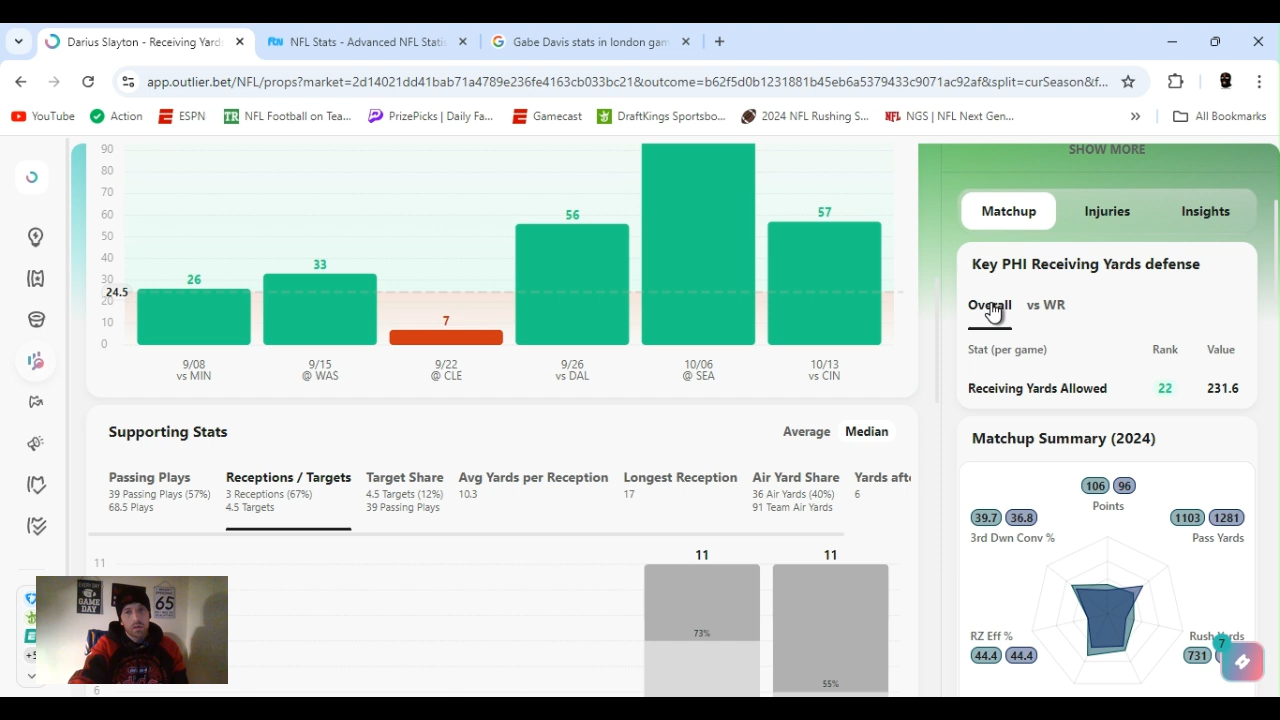 Darius Slayton - Receiving Yard
NFL Stats - Advanced NFL Stati
Gabe Davis stats in london gam
app.outlier.bet/NFL/props?market=2d14021dd41bab71a4789e236fe4163cb033bc21&outcome=b62f5d0b1231881b45eb6a5379433c9071ac92af&split=curSeason&f...
YouTube
Action
ESPN
NFL Football on Tea...
PrizePicks | Daily Fa...
Gamecast
DraftKings Sportsbo...
2024 NFL Rushing S...
NGS | NFL Next Gen...
All Bookmarks
90
80
70
60
50
40
30
24.5
20
10
0
26
33
7
56
57
9/08
vs MIN
9/15
@ WAS
9/22
@ CLE
9/26
vs DAL
10/06
@ SEA
10/13
vs CIN
Supporting Stats
Average
Median
Passing Plays
39 Passing Plays (57%)
68.5 Plays
Receptions / Targets
3 Receptions (67%)
4.5 Targets
Target Share
4.5 Targets (12%)
39 Passing Plays
Avg Yards per Reception
10.3
Longest Reception
17
Air Yard Share
36 Air Yards (40%)
91 Team Air Yards
Yards afte
6
11
6
11
73%
11
55%
EVERY DAY
GAME
DAY
65
SHOW MORE
Matchup
Injuries
Insights
Key PHI Receiving Yards defense
Overall
vs WR
Stat (per game)
Rank
Value
Receiving Yards Allowed
22
231.6
Matchup Summary (2024)
106 96
Points
39.7 36.8
3rd Dwn Conv %
1103 1281
Pass Yards
RZ Eff %
44.4 44.4
Rush Yards
731
7